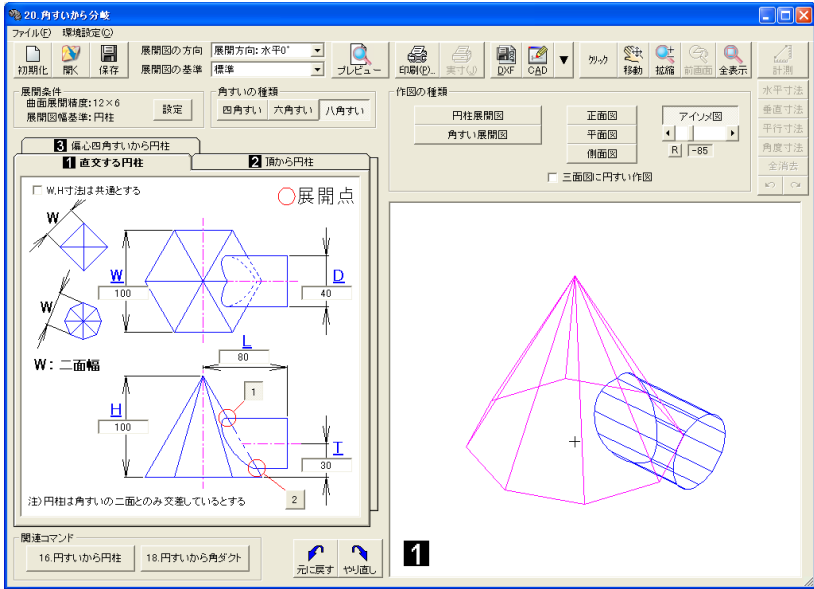 20.角すいから分岐
ファイル(F) 環境設定(C)
初期化
開く
保存
展開図の方向 展開方向:水平0°
展開図の基準 標準
プレビュー
印刷(P)..
実寸(J)
DXF
CAD
クリック
移動
拡縮
前画面
全表示
計測
展開条件
曲面展開精度:12×6
展開図幅基準:円柱
設定
角すいの種類
四角すい 六角すい 八角すい
作図の種類
円柱展開図
角すい展開図
正面図
平面図
側面図
アイソメ図
R -85
三面図に円すい作図
水平寸法
垂直寸法
平行寸法
角度寸法
全消去
3 偏心四角すいから円柱
1 直交する円柱
2 頂から円柱
W,H寸法は共通とする
○展開点
W
W
100
D
40
W
W:二面幅
L
80
1
H
100
T
30
2
注)円柱は角すいの二面とのみ交差しているとする
関連コマンド
16.円すいから円柱
18.円すいから角ダクト
元に戻す
やり直し
1